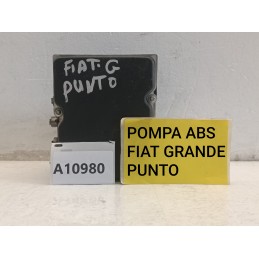 FIAT.G
PUNTO
A10980
POMPA ABS
FIAT GRANDE
PUNTO